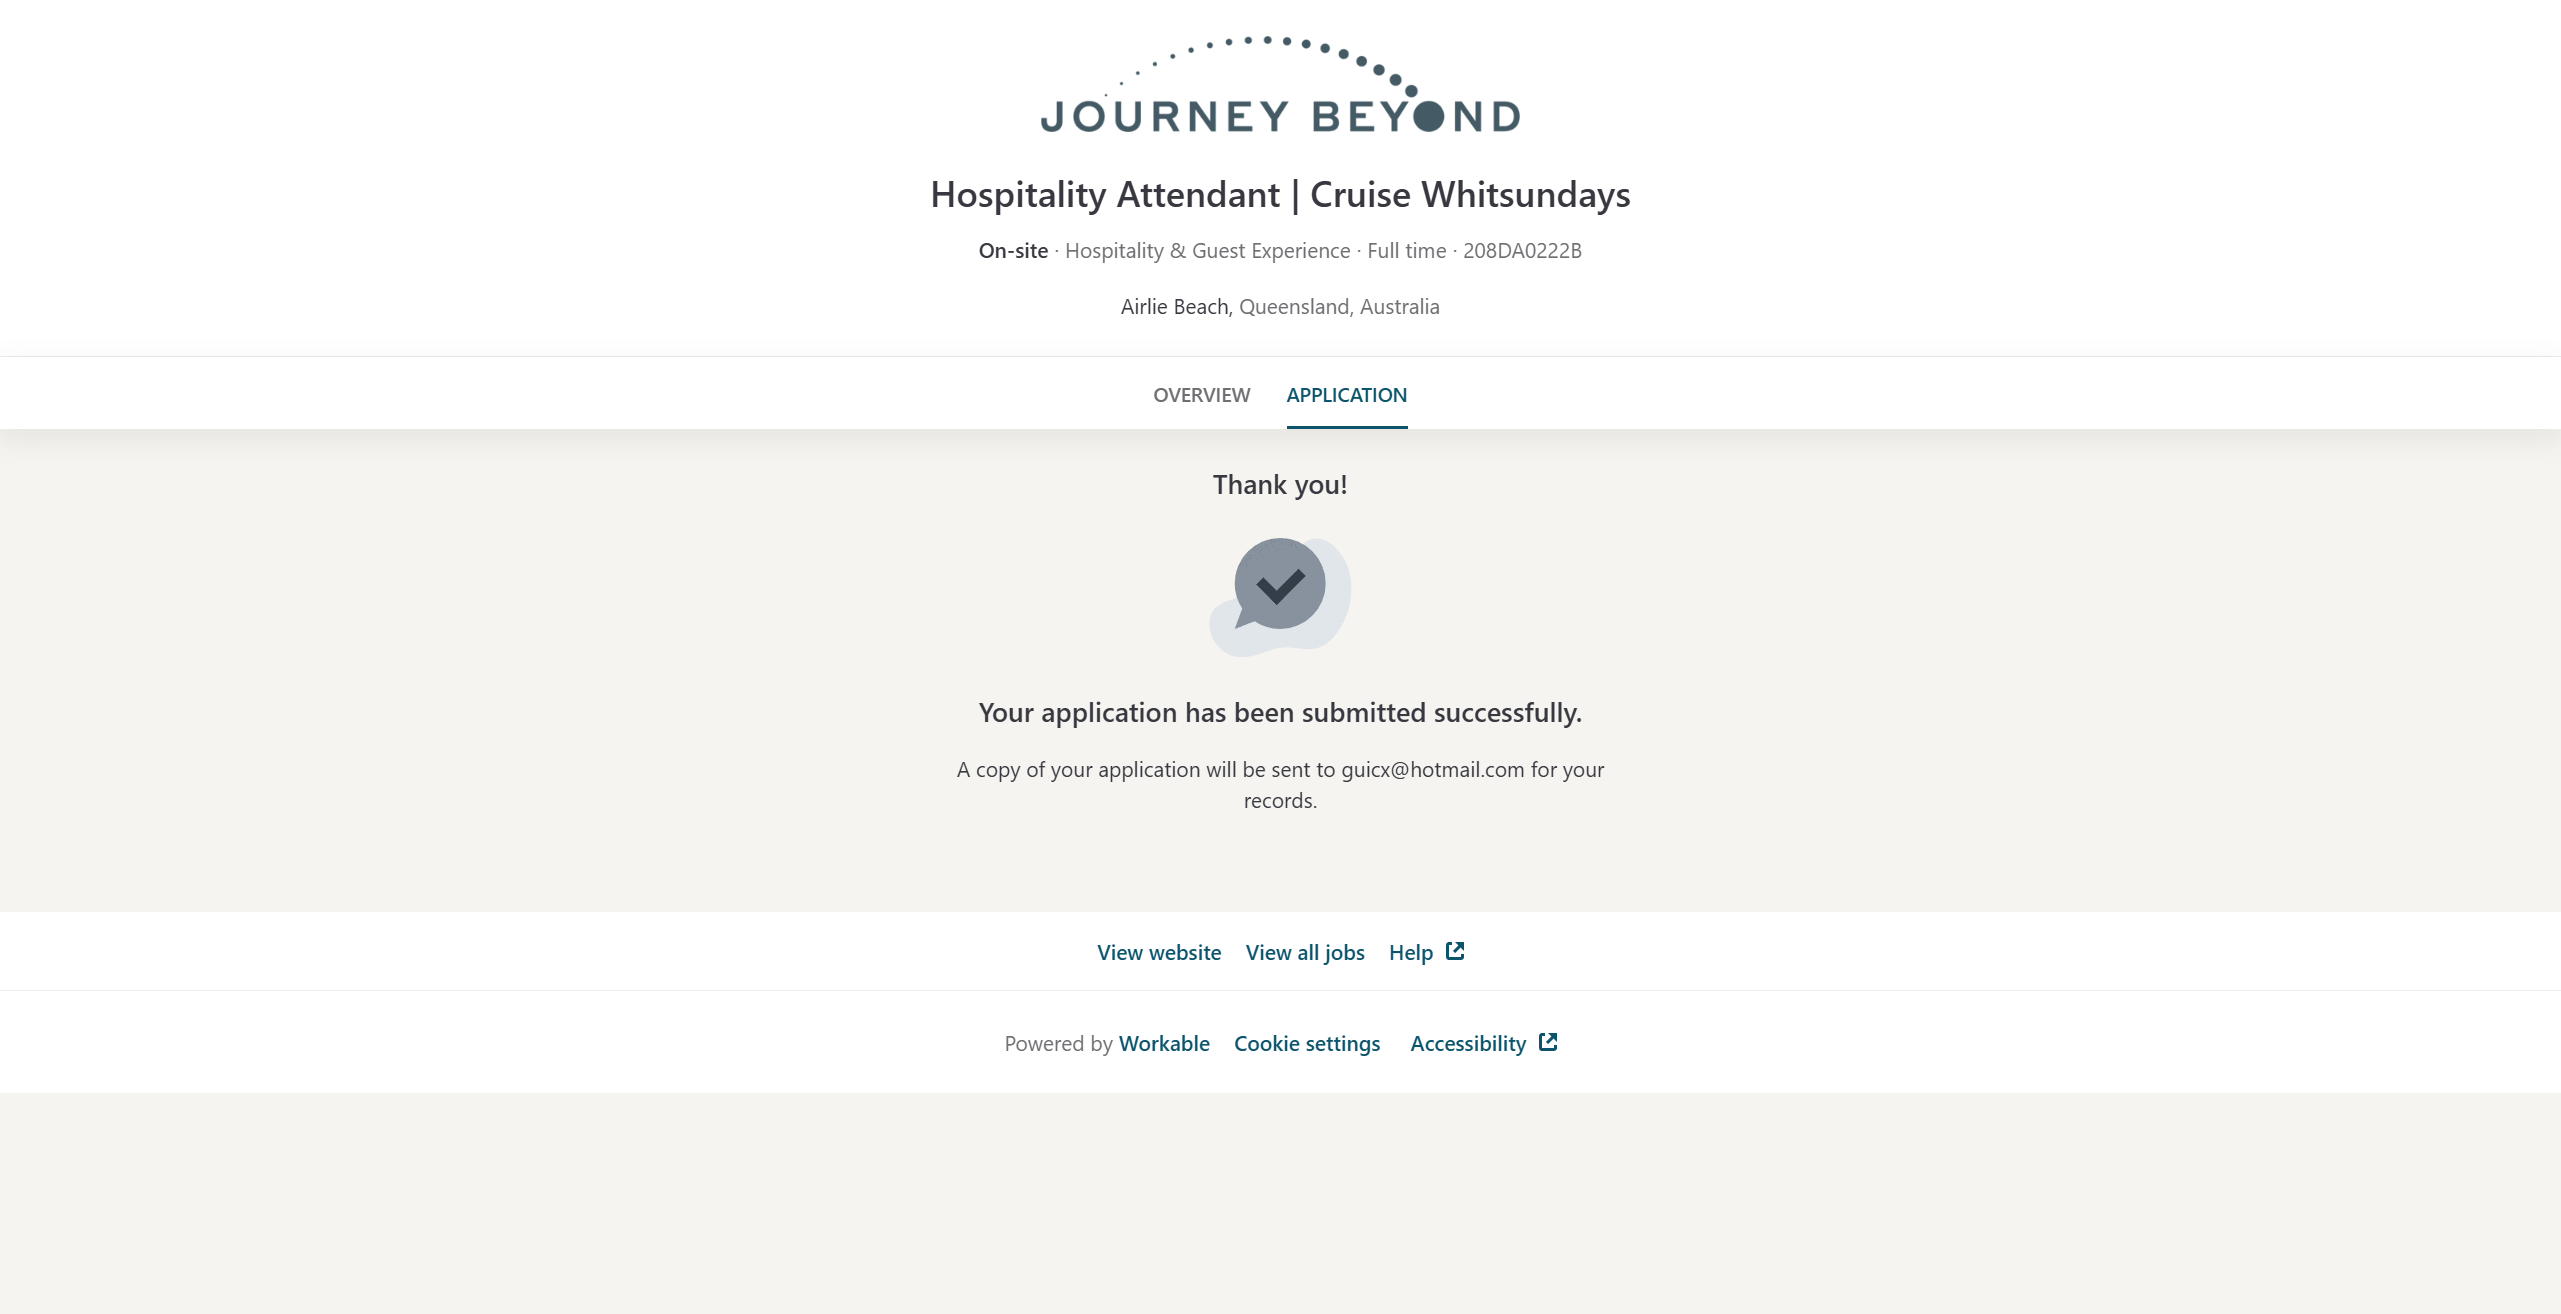 JOURNEY BEYOND
Hospitality Attendant | Cruise Whitsundays
On-site · Hospitality & Guest Experience · Full time · 208DA0222B
Airlie Beach, Queensland, Australia
OVERVIEW APPLICATION
Thank you!
Your application has been submitted successfully.
A copy of your application will be sent to guicx@hotmail.com for your
records.
View website View all jobs Help
Powered by Workable Cookie settings Accessibility